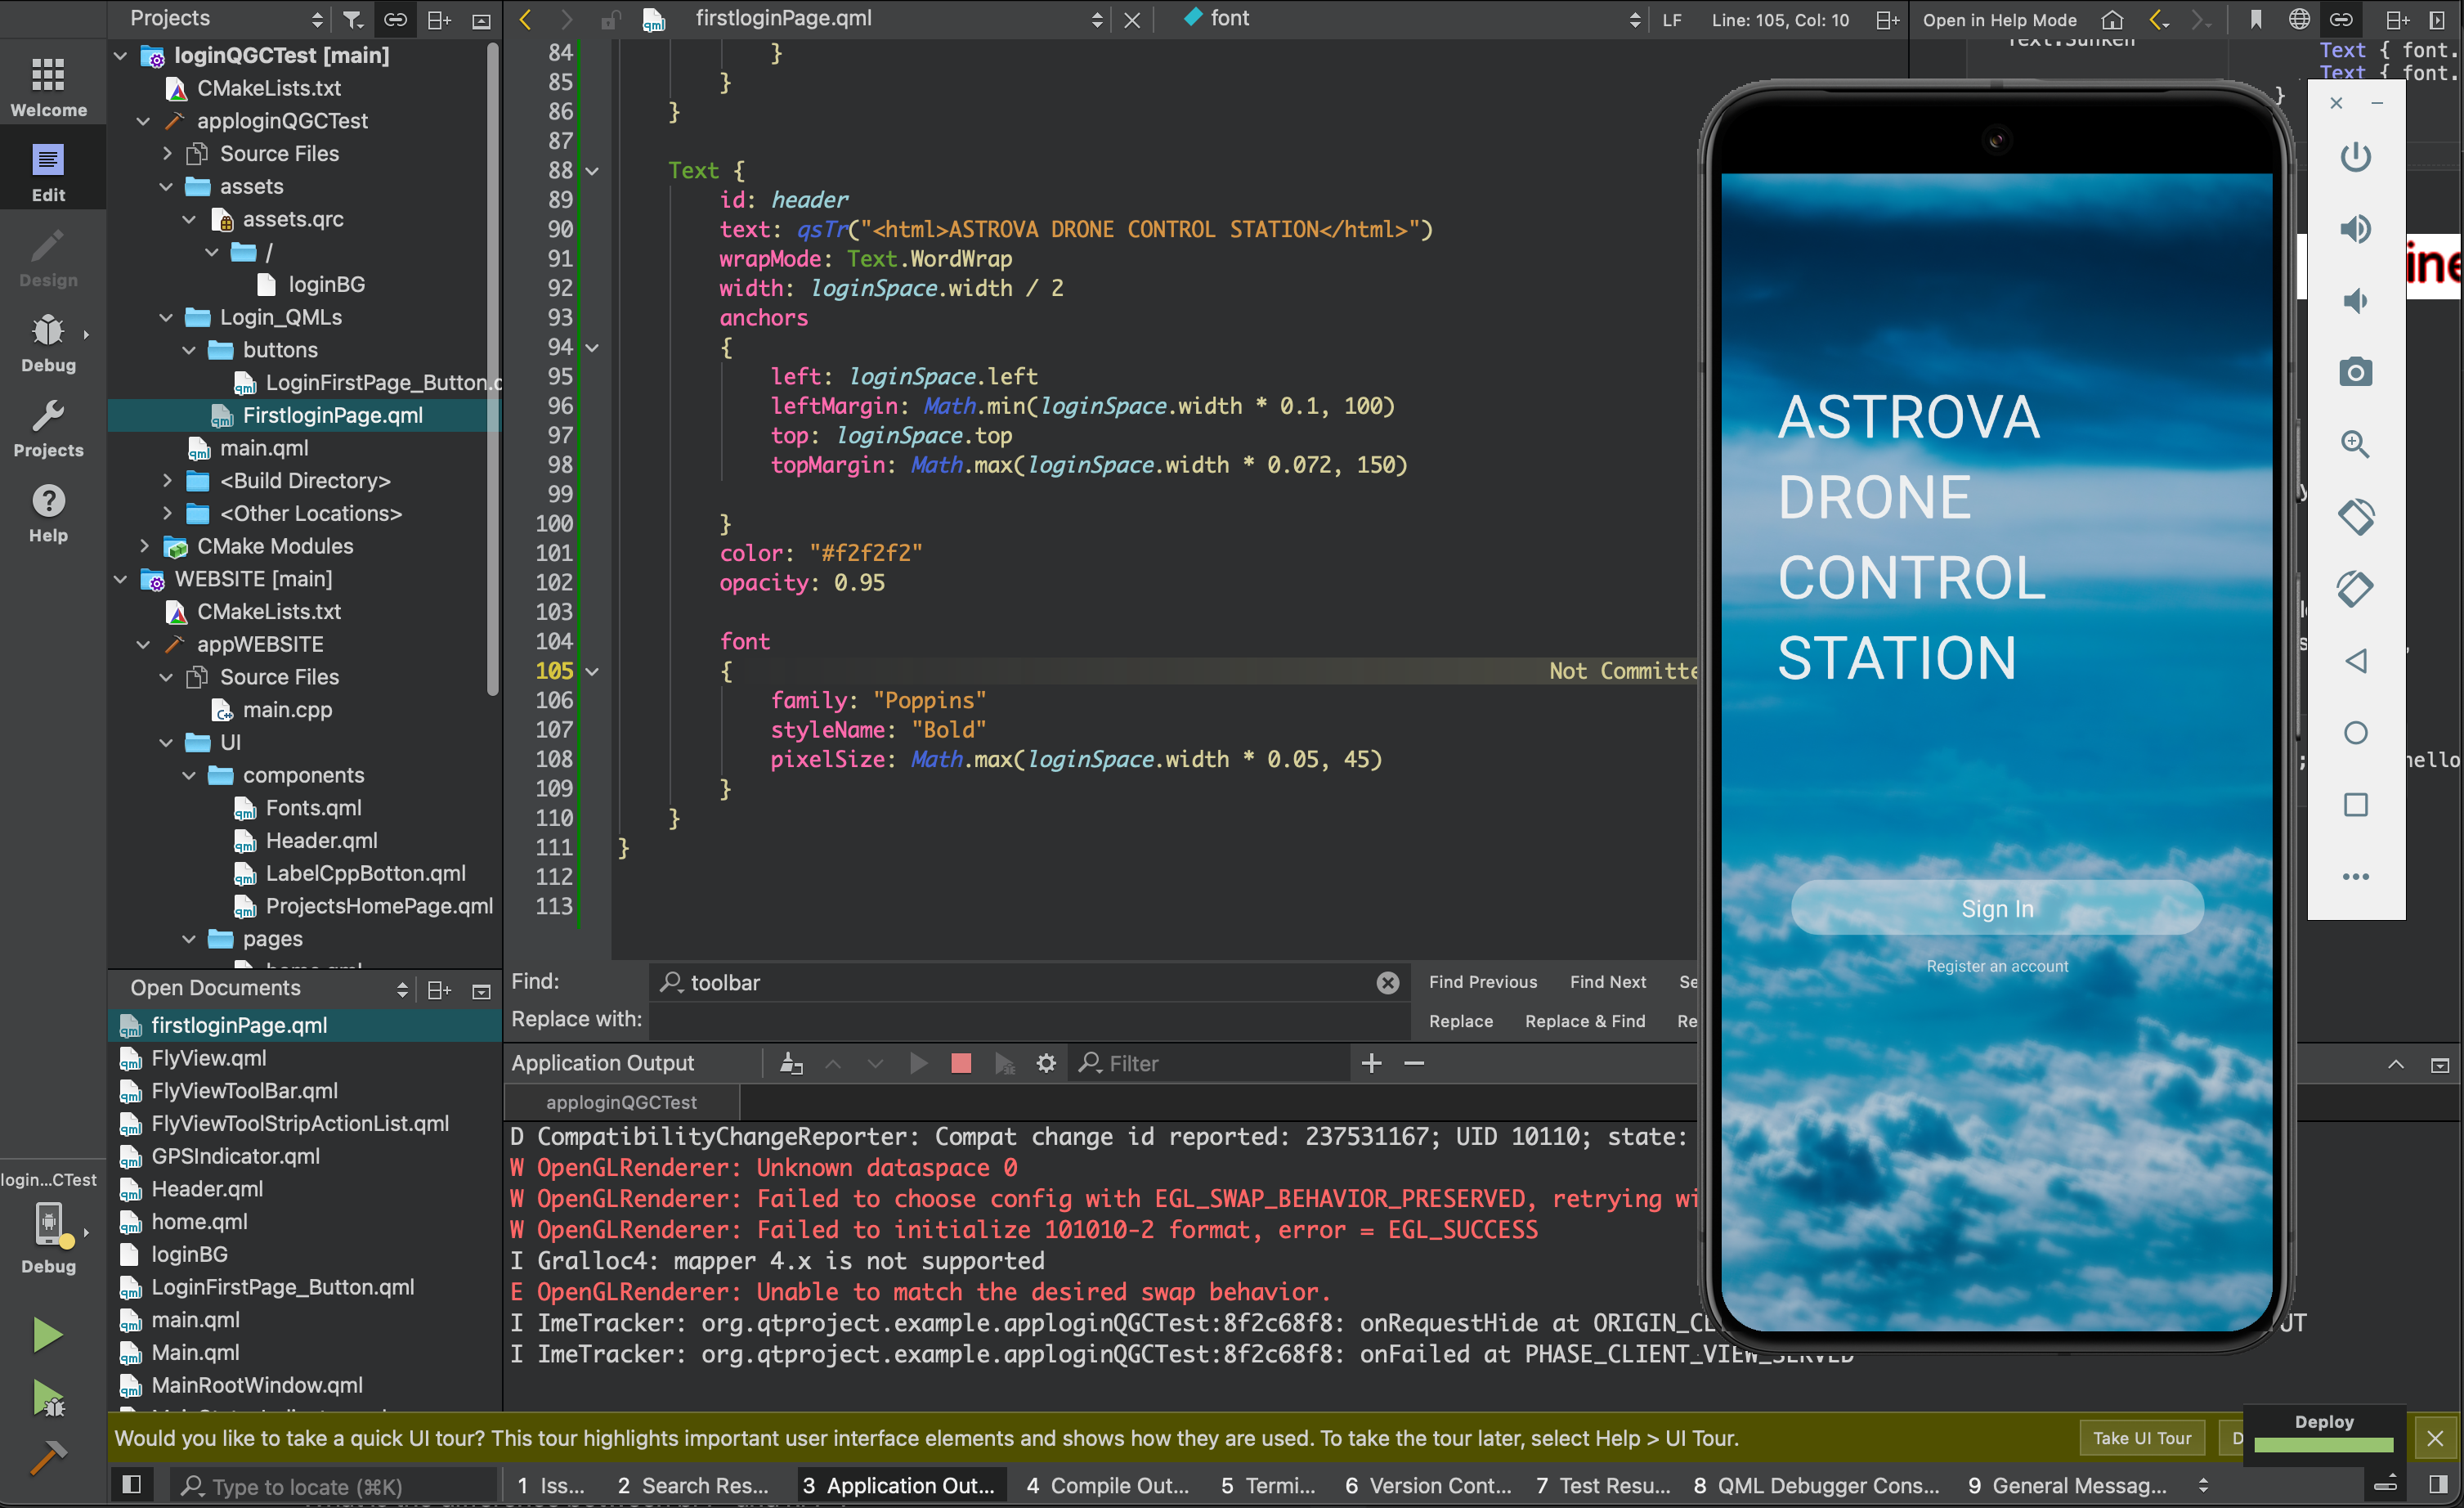 Projects
firstloginPage.qml
font
LF
Line: 105, Col: 10
Open in Help Mode
Welcome
Edit
Design
Debug
Projects
Help
loginQGCTest [main]
CMakeLists.txt
apploginQGCTest
Source Files
assets
assets.qrc
/
loginBG
Login_QMLs
buttons
LoginFirstPage_Button.q
FirstloginPage.qml
main.qml
<Build Directory>
<Other Locations>
CMake Modules
WEBSITE [main]
CMakeLists.txt
appWEBSITE
Source Files
main.cpp
UI
components
Fonts.qml
Header.qml
LabelCppBotton.qml
ProjectsHomePage.qml
pages
home.qml
84 }
85 }
86 }
87
88 Text {
89 id: header
90 text: qsTr("<html>ASTROVA DRONE CONTROL STATION</html>")
91 wrapMode: Text.WordWrap
92 width: loginSpace.width / 2
93 anchors
94 {
95 left: loginSpace.left
96 leftMargin: Math.min(loginSpace.width * 0.1, 100)
97 top: loginSpace.top
98 topMargin: Math.max(loginSpace.width * 0.072, 150)
99
100 }
101 color: "#f2f2f2"
102 opacity: 0.95
103
104 font
105 { Not Committe
106 family: "Poppins"
107 styleName: "Bold"
108 pixelSize: Math.max(loginSpace.width * 0.05, 45)
109 }
110 }
111 }
112
113
Text.Sunken
Text { font.
Text { font.
}
ine
hello
ASTROVA
DRONE
CONTROL
STATION
Sign In
Register an account
Open Documents
firstloginPage.qml
FlyView.qml
FlyViewToolBar.qml
FlyViewToolStripActionList.qml
GPSIndicator.qml
Header.qml
home.qml
loginBG
LoginFirstPage_Button.qml
main.qml
Main.qml
MainRootWindow.qml
Find:
toolbar
Find Previous
Find Next
Se
Replace with:
Replace
Replace & Find
Re
Application Output
Filter
apploginQGCTest
D CompatibilityChangeReporter: Compat change id reported: 237531167; UID 10110; state:
W OpenGLRenderer: Unknown dataspace 0
W OpenGLRenderer: Failed to choose config with EGL_SWAP_BEHAVIOR_PRESERVED, retrying wi
W OpenGLRenderer: Failed to initialize 101010-2 format, error = EGL_SUCCESS
I Gralloc4: mapper 4.x is not supported
E OpenGLRenderer: Unable to match the desired swap behavior.
I ImeTracker: org.qtproject.example.apploginQGCTest:8f2c68f8: onRequestHide at ORIGIN_CL UT
I ImeTracker: org.qtproject.example.apploginQGCTest:8f2c68f8: onFailed at PHASE_CLIENT_VIEW_SERVED
login...CTest
Debug
Would you like to take a quick UI tour? This tour highlights important user interface elements and shows how they are used. To take the tour later, select Help > UI Tour.
Take UI Tour
D
Deploy
Type to locate (⌘K)
1 Iss...
2 Search Res...
3 Application Out...
4 Compile Out...
5 Termi...
6 Version Cont...
7 Test Resu...
8 QML Debugger Cons...
9 General Messag...